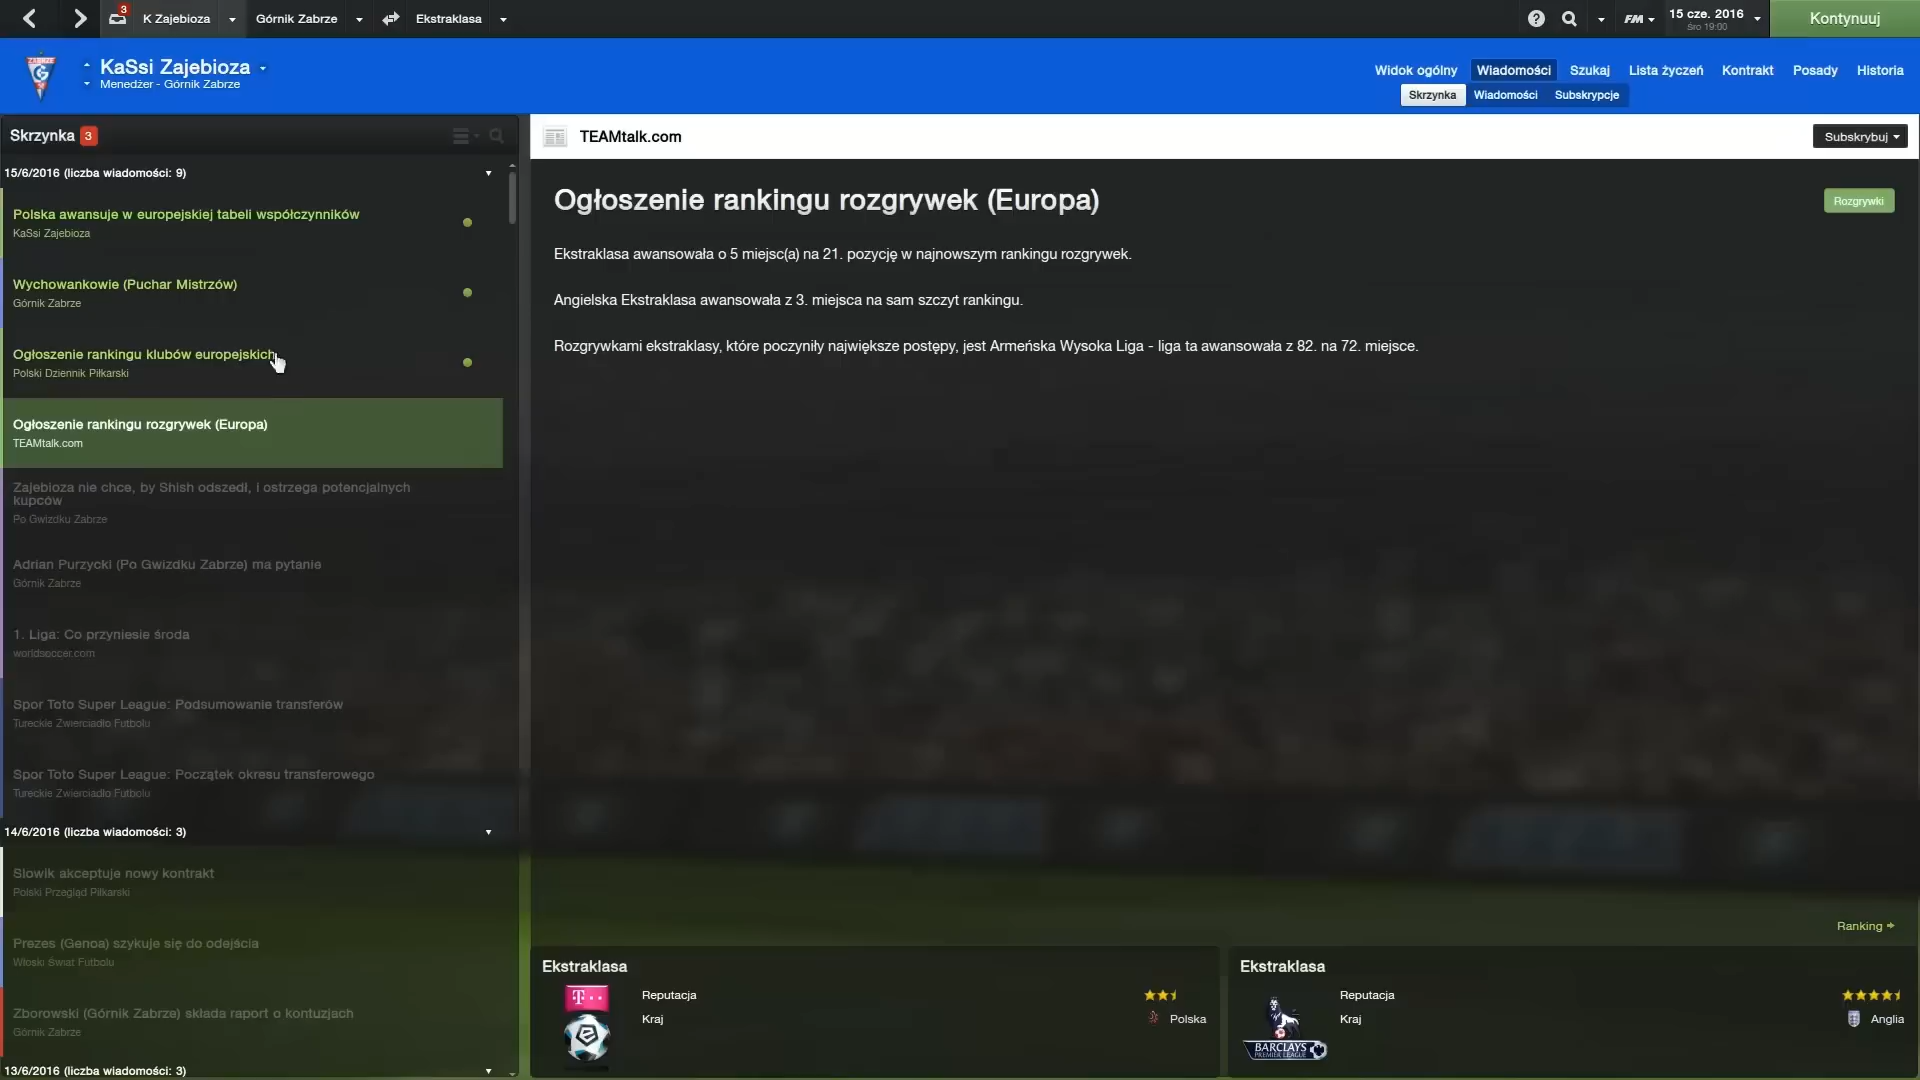 3
K Zajebioza
Górnik Zabrze
Ekstraklasa
FM
15 cze. 2016
Śro 19:00
Kontynuuj
KaSsi Zajebioza
Menedżer - Górnik Zabrze
Widok ogólny
Wiadomości
Szukaj
Lista życzeń
Kontrakt
Posady
Historia
Skrzynka
Wiadomości
Subskrypcje
Skrzynka 3
TEAMtalk.com
Subskrybuj
15/6/2016 (liczba wiadomości: 9)
Polska awansuje w europejskiej tabeli współczynników
KaSsi Zajebioza
Wychowankowie (Puchar Mistrzów)
Górnik Zabrze
Ogłoszenie rankingu klubów europejskich
Polski Dziennik Piłkarski
Ogłoszenie rankingu rozgrywek (Europa)
TEAMtalk.com
Zajebioza nie chce, by Shish odszedł, i ostrzega potencjalnych
kupców
Po Gwizdku Zabrze
Adrian Purzycki (Po Gwizdku Zabrze) ma pytanie
Górnik Zabrze
1. Liga: Co przyniesie środa
worldsoccer.com
Spor Toto Super League: Podsumowanie transferów
Tureckie Zwierciadło Futbolu
Spor Toto Super League: Początek okresu transferowego
Tureckie Zwierciadło Futbolu
14/6/2016 (liczba wiadomości: 3)
Słowik akceptuje nowy kontrakt
Polski Przegląd Piłkarski
Prezes (Genoa) szykuje się do odejścia
Włoski Świat Futbolu
Zborowski (Górnik Zabrze) składa raport o kontuzjach
Górnik Zabrze
13/6/2016 (liczba wiadomości: 3)
Ogłoszenie rankingu rozgrywek (Europa)
Rozgrywki
Ekstraklasa awansowała o 5 miejsc(a) na 21. pozycję w najnowszym rankingu rozgrywek.
Angielska Ekstraklasa awansowała z 3. miejsca na sam szczyt rankingu.
Rozgrywkami ekstraklasy, które poczyniły największe postępy, jest Armeńska Wysoka Liga - liga ta awansowała z 82. na 72. miejsce.
Ranking
Ekstraklasa
T
Reputacja
Kraj
Polska
Ekstraklasa
BARCLAYS
PREMIER LEAGUE
Reputacja
Kraj
Anglia